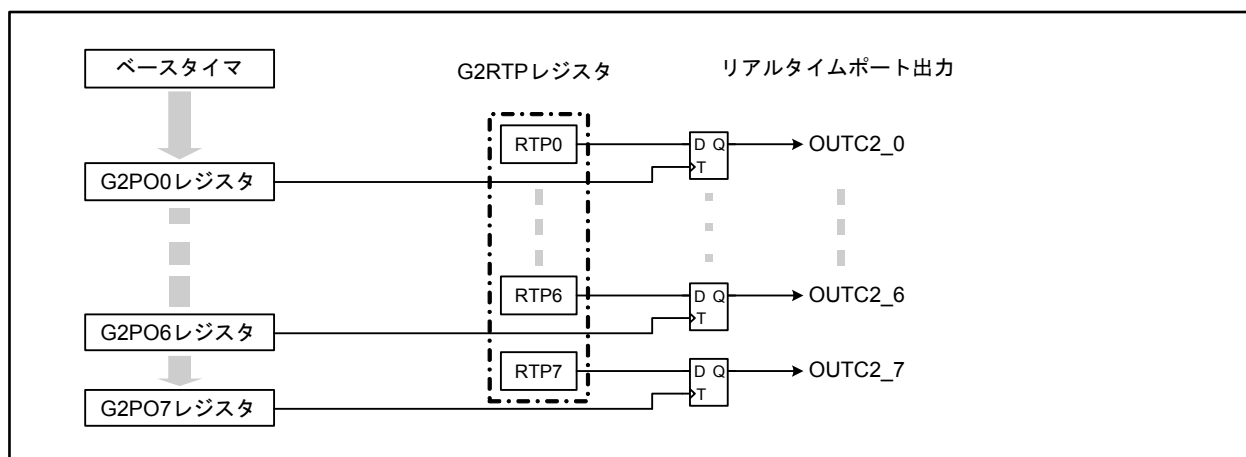 ベースタイマ
G2RTPレジスタ
リアルタイムポート出力
RTP0
D Q
T
OUTC2_0
G2PO0レジスタ
RTP6
D Q
T
OUTC2_6
G2PO6レジスタ
RTP7
D Q
T
OUTC2_7
G2PO7レジスタ